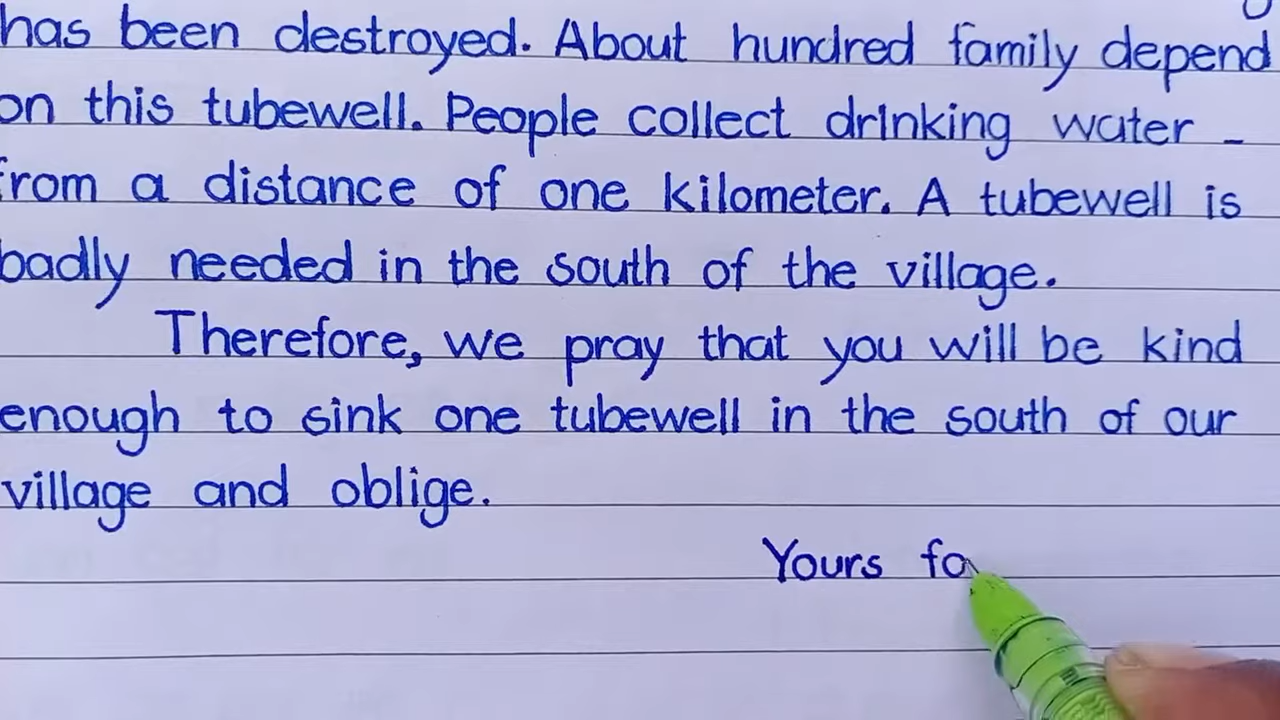 has been destroyed. About hundred family depend
on this tubewell. People collect drinking water -
from a distance of one kilometer. A tubewell is
badly needed in the south of the village.
Therefore, we pray that you will be kind
enough to sink one tubewell in the south of our
village and oblige.
Yours fa